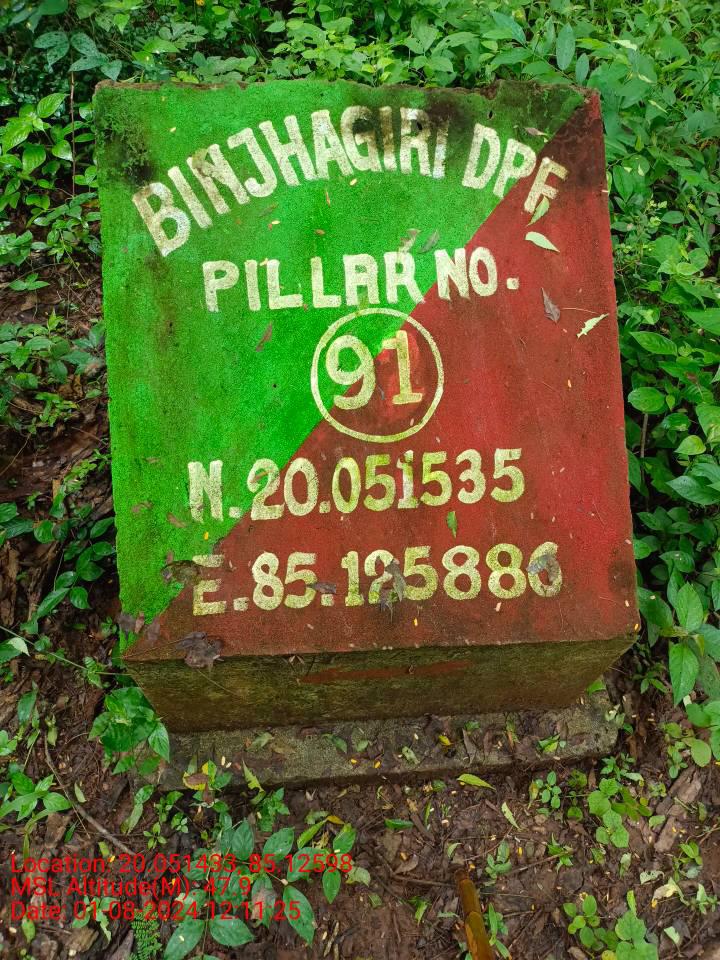 BINJHAGIRI DPF
PILLAR NO.
91
N.20.051535
E.85.125886
Location: 20.051433 85.12598
MSL Altitude(M):-47.9
Date: 01-08-2024 12:11:25